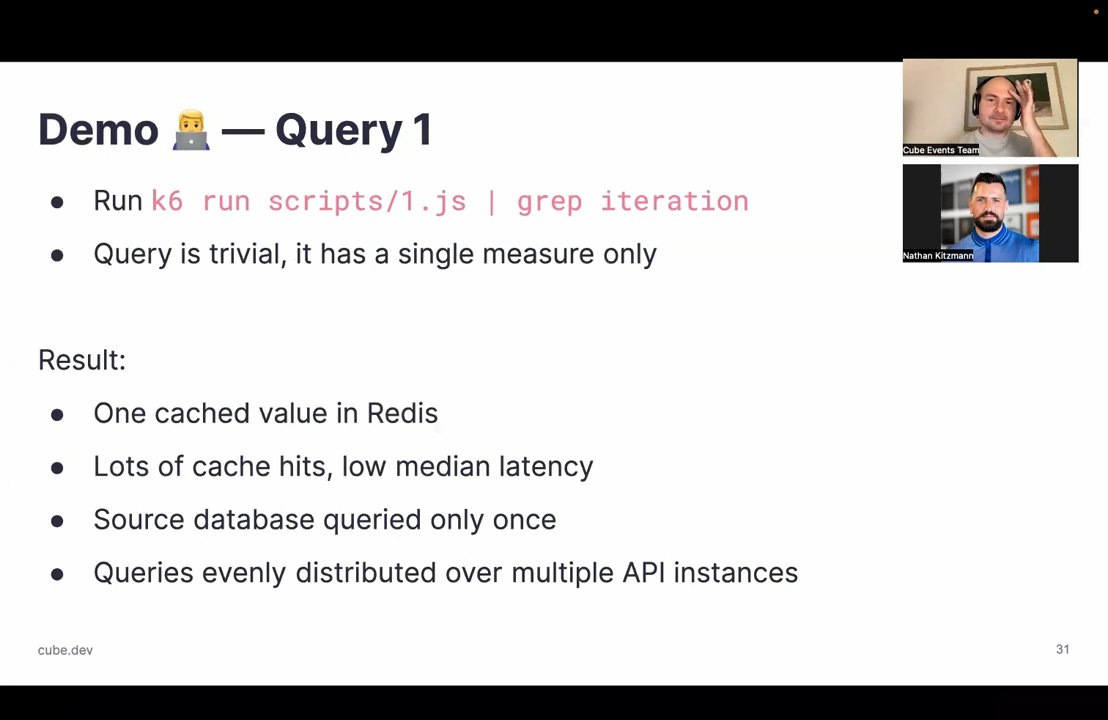 Demo 👨‍💻 — Query 1
● Run k6 run scripts/1.js | grep iteration
● Query is trivial, it has a single measure only
Result:
● One cached value in Redis
● Lots of cache hits, low median latency
● Source database queried only once
● Queries evenly distributed over multiple API instances
cube.dev
31
Cube Events Team
Nathan Kitzmann